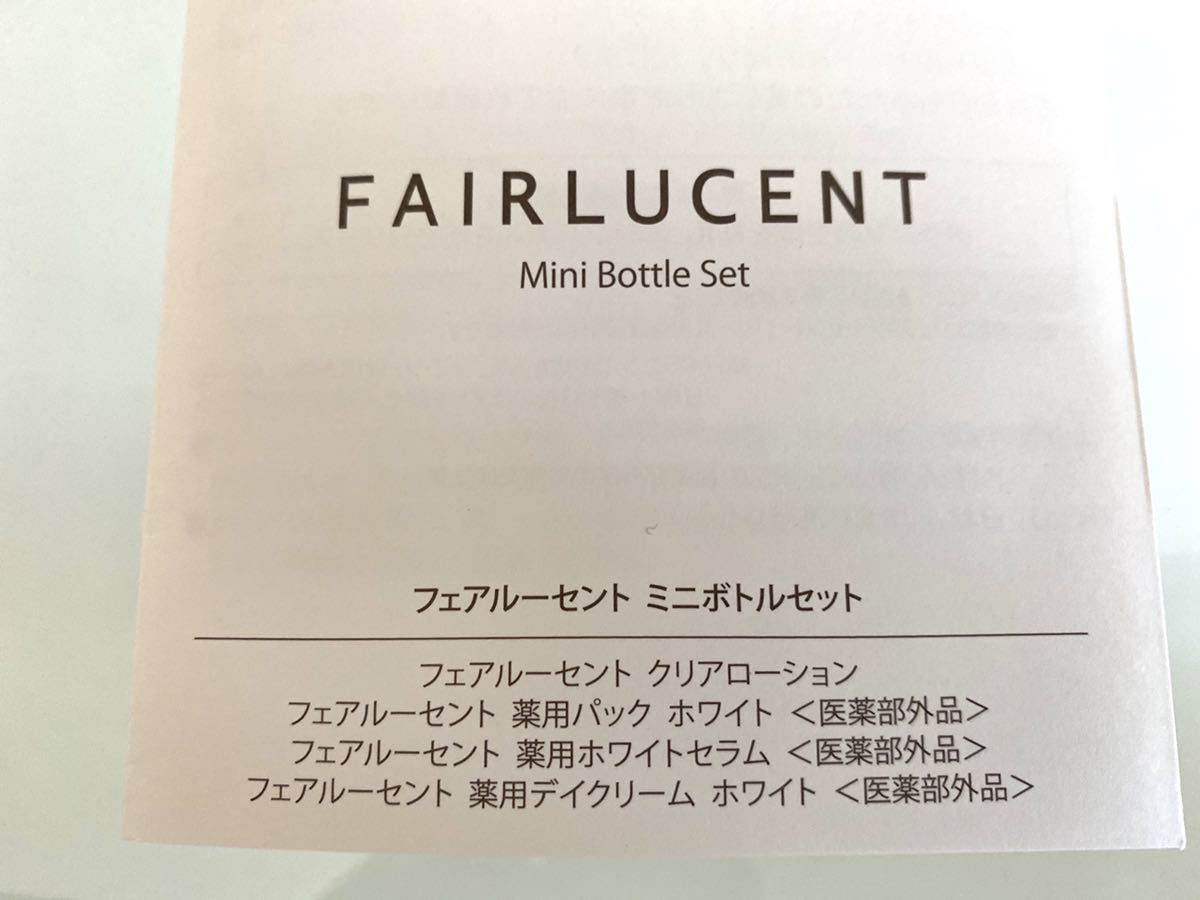 FAIRLUCENT
Mini Bottle Set
フェアルーセント ミニボトルセット
フェアルーセント クリアローション
フェアルーセント 薬用パック ホワイト ＜医薬部外品＞
フェアルーセント 薬用ホワイトセラム ＜医薬部外品＞
フェアルーセント 薬用デイクリーム ホワイト ＜医薬部外品＞